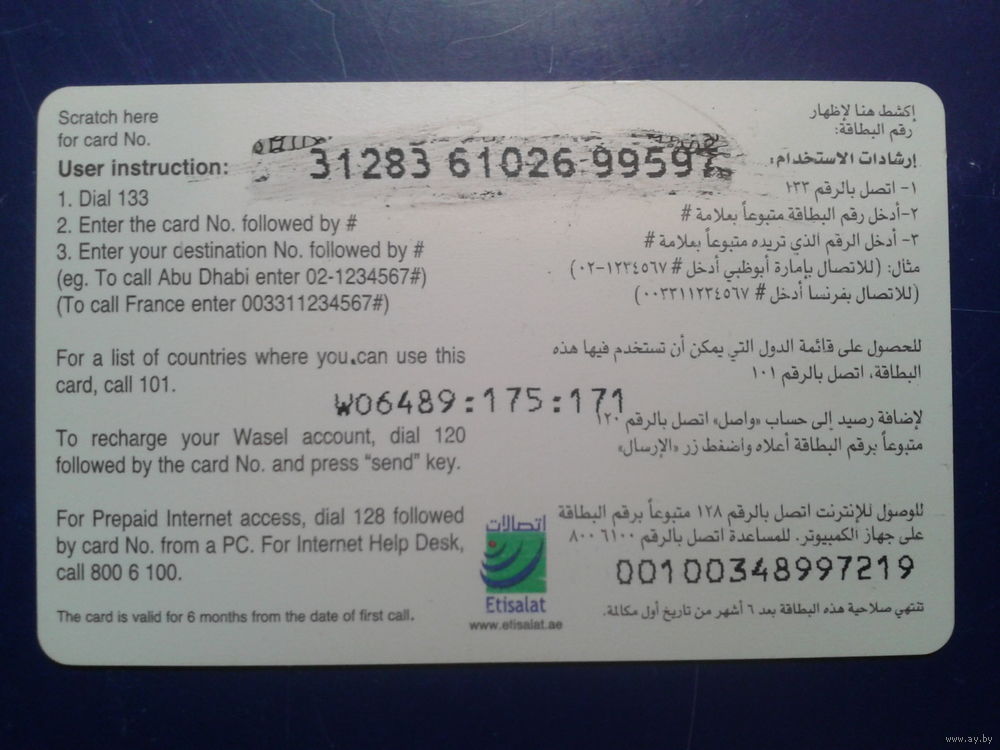 Scratch here
for card No.
31283 61026 99597
User instruction:
1. Dial 133
2. Enter the card No. followed by #
3. Enter your destination No. followed by #
(eg. To call Abu Dhabi enter 02-1234567#)
(To call France enter 003311234567#)
For a list of countries where you can use this
card, call 101.
W06489:175:171
To recharge your Wasel account, dial 120
followed by the card No. and press “send” key.
For Prepaid Internet access, dial 128 followed
by card No. from a PC. For Internet Help Desk,
call 800 6 100.
The card is valid for 6 months from the date of first call.
إكشط هنا لإظهار
رقم البطاقة:
إرشادات الاستخدام:
١- اتصل بالرقم ١٣٣
٢-أدخل رقم البطاقة متبوعاً بعلامة #
٣- أدخل الرقم الذي تريده متبوعاً بعلامة #
مثال: (للاتصال بإمارة أبوظبي أدخل # ١٢٣٤٥٦٧-٠٢)
(للاتصال بفرنسا أدخل # ٠٠٣٣١١٢٣٤٥٦٧)
للحصول على قائمة الدول التي يمكن أن تستخدم فيها هذه
البطاقة، اتصل بالرقم ١٠١
لإضافة رصيد إلى حساب «واصل» اتصل بالرقم ١٢٠
متبوعاً برقم البطاقة أعلاه واضغط زر «الإرسال»
للوصول للإنترنت اتصل بالرقم ١٢٨ متبوعاً برقم البطاقة
على جهاز الكمبيوتر. للمساعدة اتصل بالرقم ٦١٠٠ ٨٠٠
00100348997219
تنتهي صلاحية هذه البطاقة بعد ٦ أشهر من تاريخ أول مكالمة.
اتصالات
Etisalat
www.etisalat.ae
www.ay.by